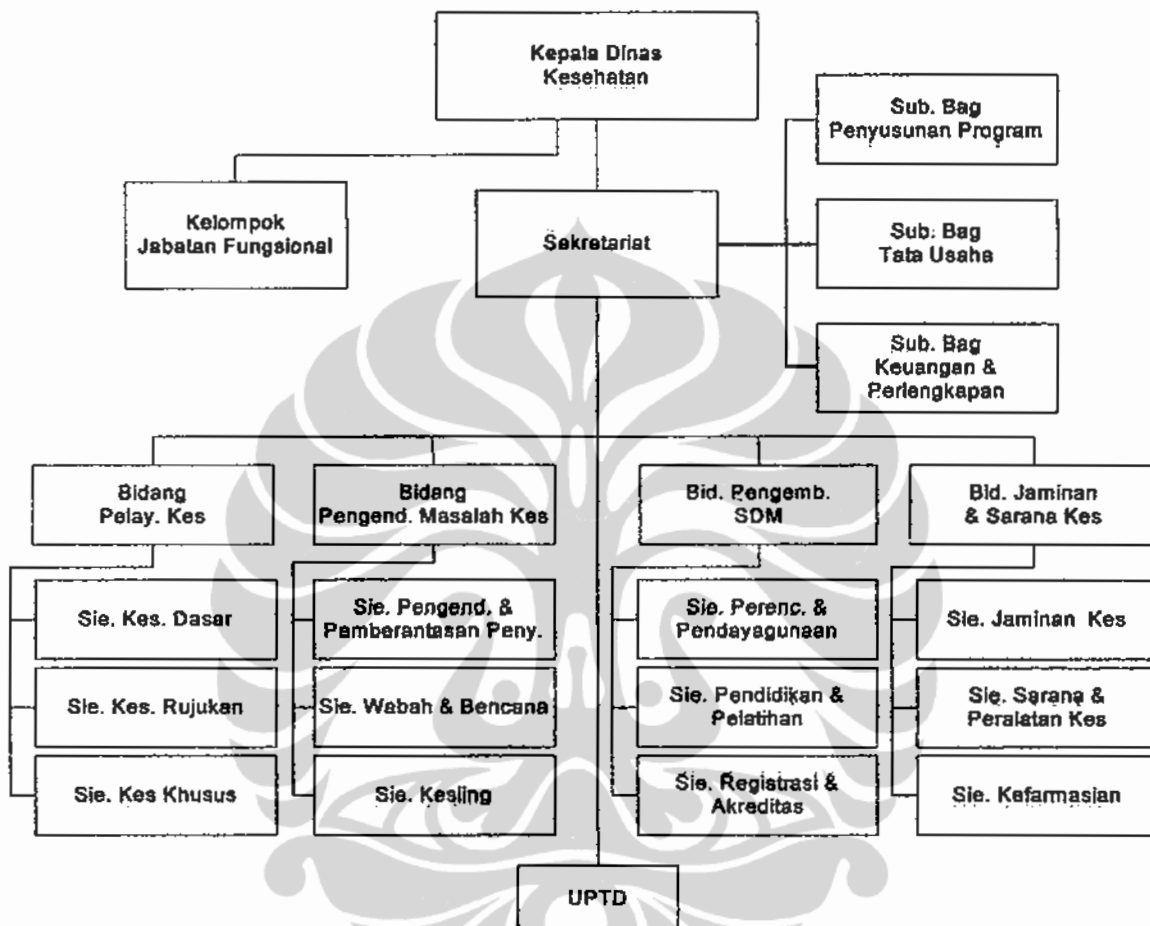 Kepala Dinas
Kesehatan
Sub. Bag
Penyusunan Program
Kelompok
Jabatan Fungsional
Sekretariat
Sub. Bag
Tata Usaha
Sub. Bag
Keuangan &
Perlengkapan
Bidang
Pelay. Kes
Bidang
Pengend. Masalah Kes
Bid. Pengemb.
SDM
Bid. Jaminan
& Sarana Kes
Sie. Kes. Dasar
Sie. Pengend. &
Pamberantasan Peny.
Sie. Perenc. &
Pendayagunaan
Sie. Jaminan Kes
Sie. Kes. Rujukan
Sie. Wabah & Bencana
Sie. Pendidikan &
Pelatihan
Sie. Sarana &
Peralatan Kes
Sie. Kes Khusus
Sie. Kesling
Sie. Registrasi &
Akreditas
Sie. Kefarmasian
UPTD